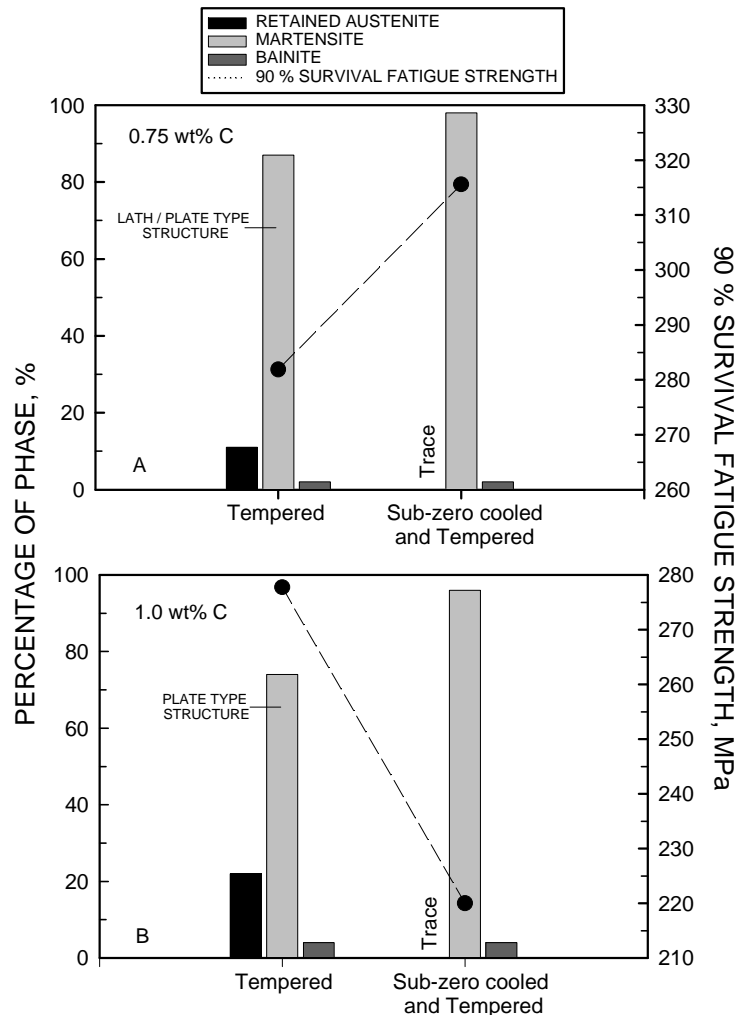 RETAINED AUSTENITE
MARTENSITE
BAINITE
90 % SURVIVAL FATIGUE STRENGTH
PERCENTAGE OF PHASE, %
90 % SURVIVAL FATIGUE STRENGTH, MPa
100
80
60
40
20
0
0.75 wt% C
LATH / PLATE TYPE
STRUCTURE
A
Trace
330
320
310
300
290
280
270
260
Tempered
Sub-zero cooled
and Tempered
100
80
60
40
20
0
1.0 wt% C
PLATE TYPE
STRUCTURE
B
Trace
280
270
260
250
240
230
220
210
Tempered
Sub-zero cooled
and Tempered